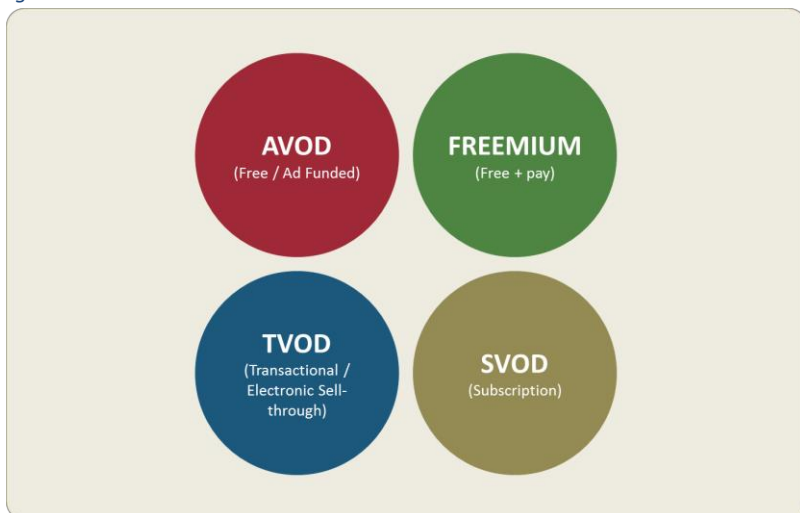 AVOD
(Free / Ad Funded)
FREEMIUM
(Free + pay)
TVOD
(Transactional /
Electronic Sell-
through)
SVOD
(Subscription)